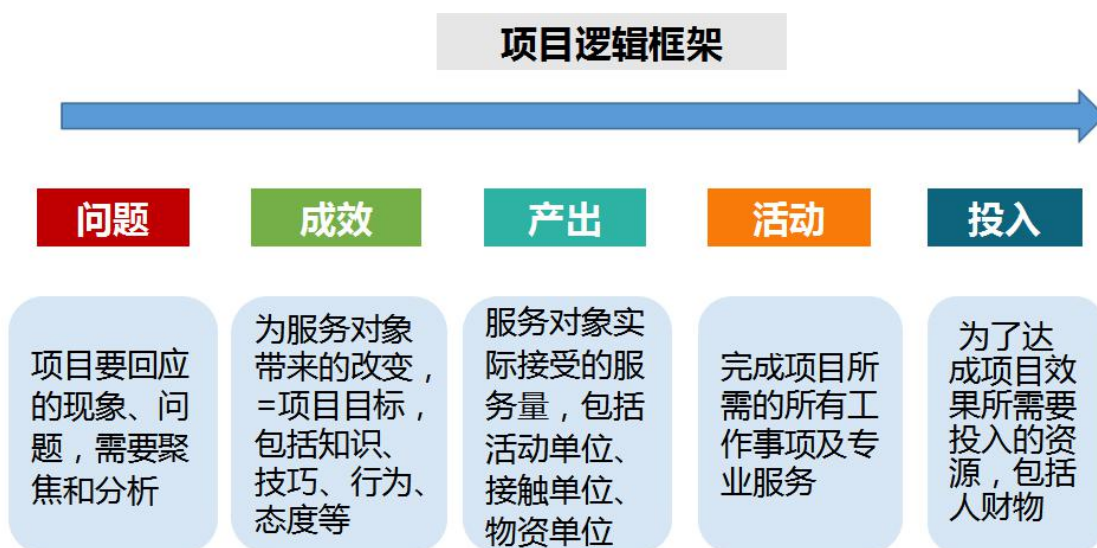 项目逻辑框架
问题
成效
产出
活动
投入
项目要回应
的现象、问
题，需要聚
焦和分析
为服务对象
带来的改变，
=项目目标，
包括知识、
技巧、行为、
态度等
服务对象实
际接受的服
务量，包括
活动单位、
接触单位、
物资单位
完成项目所
需的所有工
作事项及专
业服务
为了达
成项目效
果所需要
投入的资
源，包括
人财物